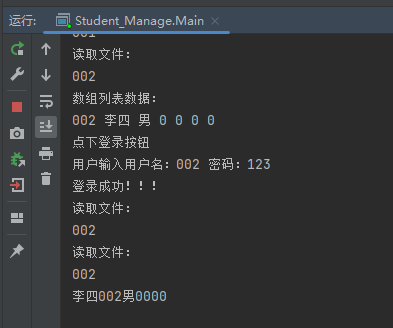 运行: Student_Manage.Main
001
读取文件:
002
数组列表数据:
002 李四 男 0 0 0 0
点下登录按钮
用户输入用户名: 002 密码: 123
登录成功!!!
读取文件:
002
读取文件:
002
李四002男0000